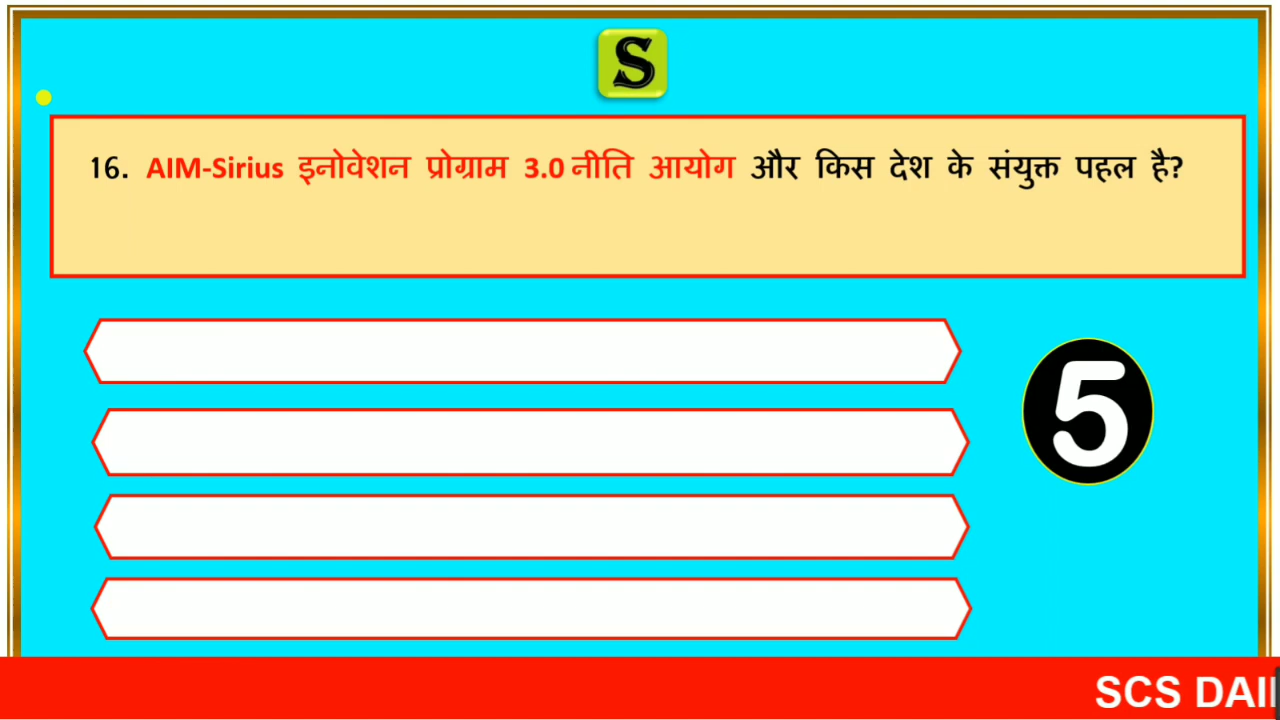 S
16. AIM-Sirius इनोवेशन प्रोग्राम 3.0 नीति आयोग और किस देश के संयुक्त पहल है?
5
SCS DAI